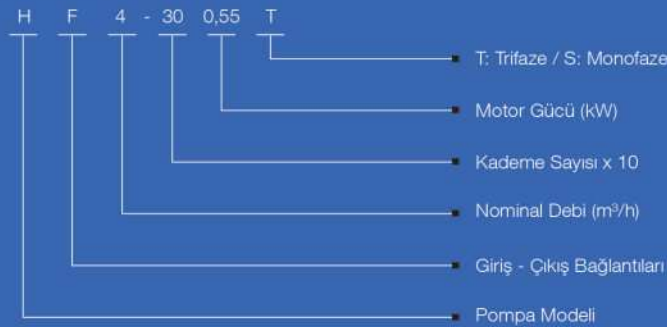 H F 4 - 30 0,55 T
T: Trifaze / S: Monofaze
Motor Gücü (kW)
Kademe Sayısı x 10
Nominal Debi (m³/h)
Giriş - Çıkış Bağlantıları
Pompa Modeli